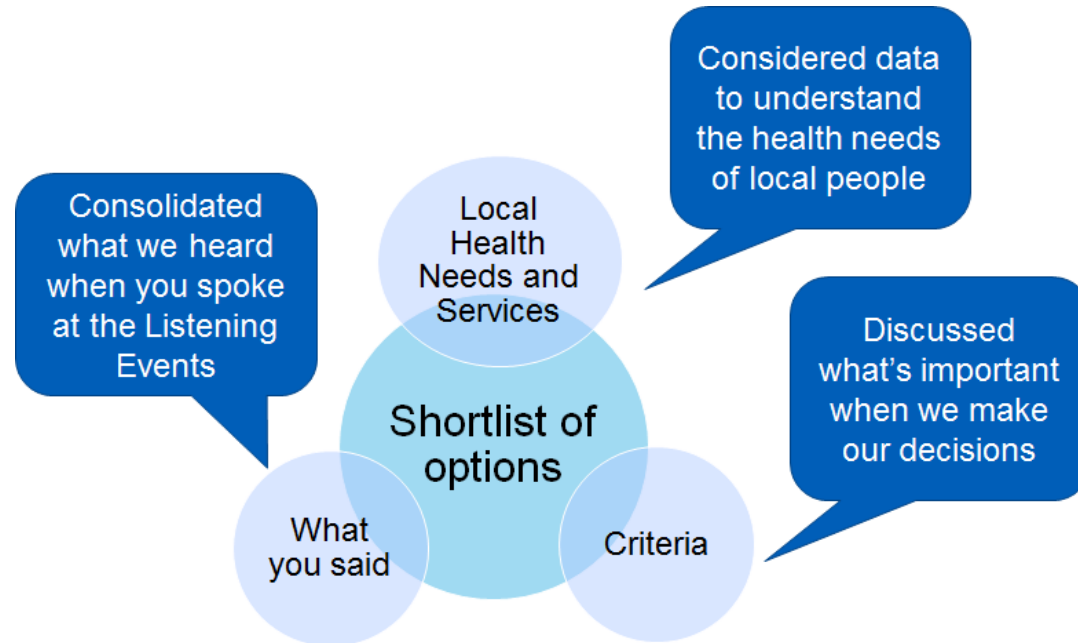 Considered data
to understand
the health needs
of local people
Consolidated
what we heard
when you spoke
at the Listening
Events
Local
Health
Needs and
Services
Discussed
what's important
when we make
our decisions
Shortlist of
options
What
you said
Criteria